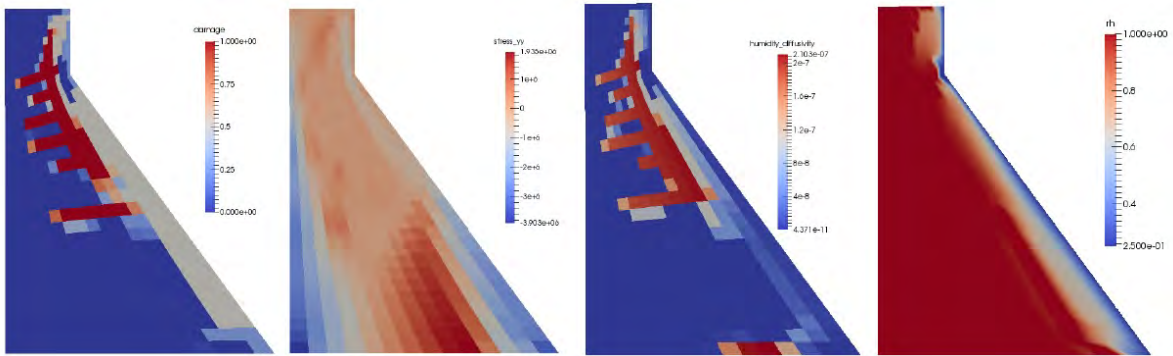 damage
1.000e+00
0.75
0.5
0.25
0.000e+00
stress_yy
1.935e+06
1e+6
0
-1e+6
-2e+6
-3e+6
-3.903e+06
humidity_diffusivity
2.103e-07
2e-7
1.6e-7
1.2e-7
8e-8
4e-8
4.371e-11
rh
1.000e+00
0.8
0.6
0.4
2.500e-01